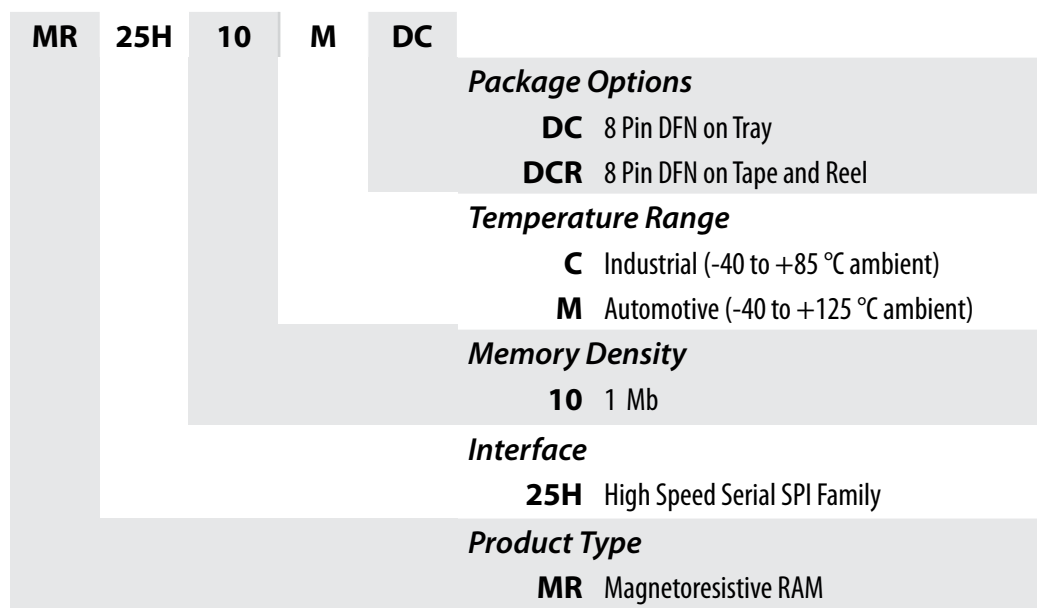 MR 25H 10 M DC
Package Options
DC 8 Pin DFN on Tray
DCR 8 Pin DFN on Tape and Reel
Temperature Range
C Industrial (-40 to +85 °C ambient)
M Automotive (-40 to +125 °C ambient)
Memory Density
10 1 Mb
Interface
25H High Speed Serial SPI Family
Product Type
MR Magnetoresistive RAM